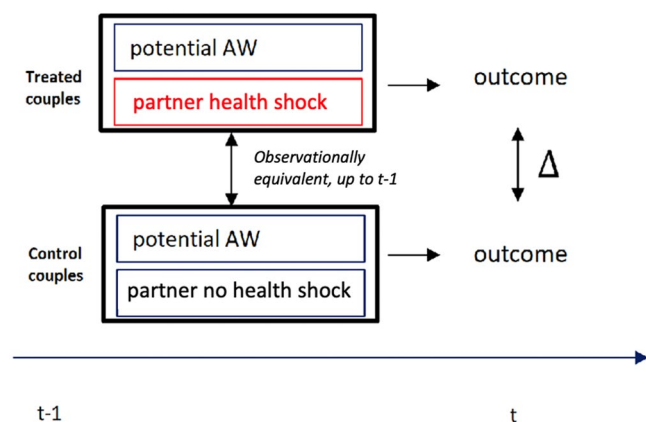 Treated
couples
potential AW
partner health shock
outcome
Observationally
equivalent, up to t-1
Δ
Control
couples
potential AW
partner no health shock
outcome
t-1
t